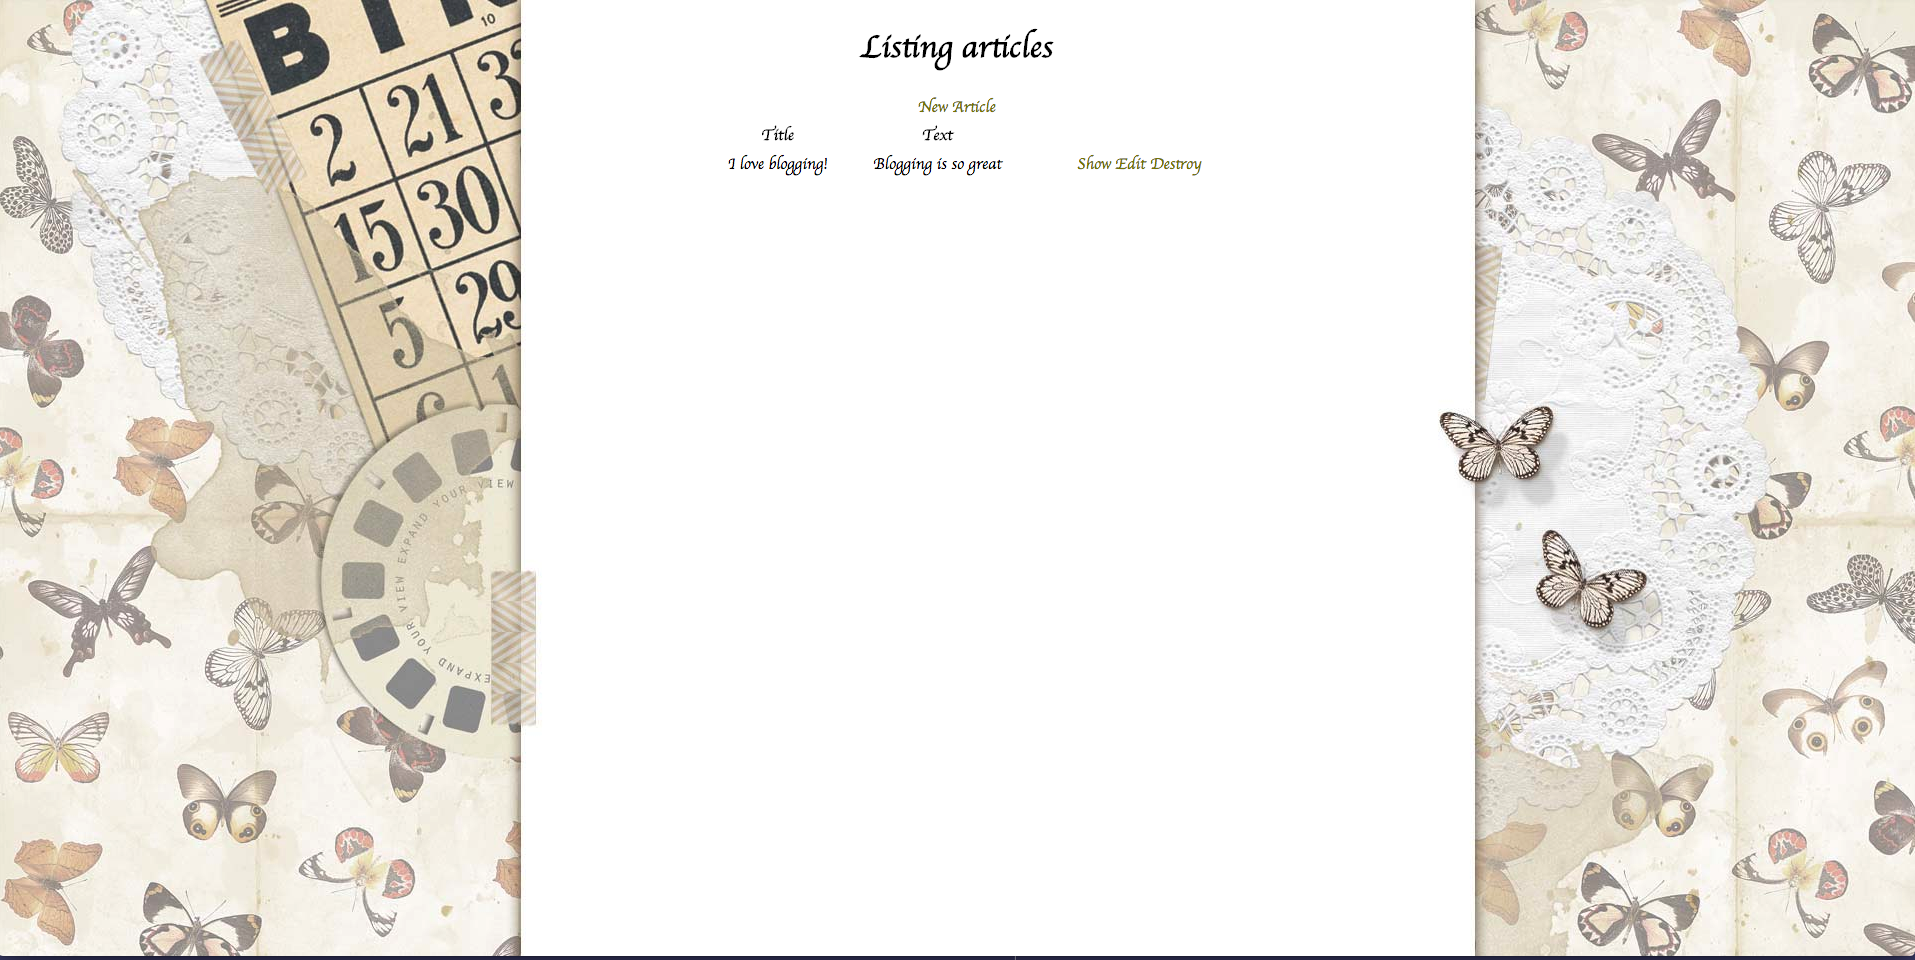 Listing articles
New Article
Title Text
I love blogging! Blogging is so great Show Edit Destroy
B I
10
2 21 3
15 30
5 29
6 1
VIEW EXPAND YOUR VIEW
EXPAND YOUR